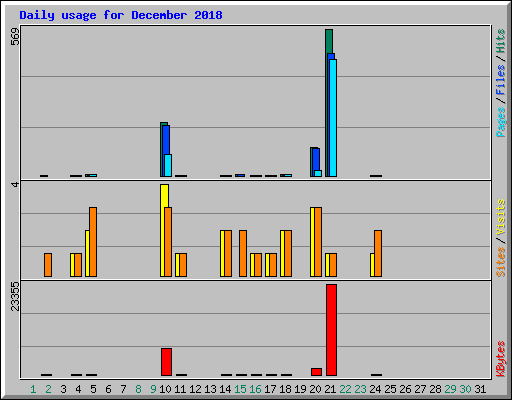 Daily usage for December 2018
569
4
23355
Pages / Files / Hits
Sites / Visits
KBytes
1 2 3 4 5 6 7 8 9 10 11 12 13 14 15 16 17 18 19 20 21 22 23 24 25 26 27 28 29 30 31